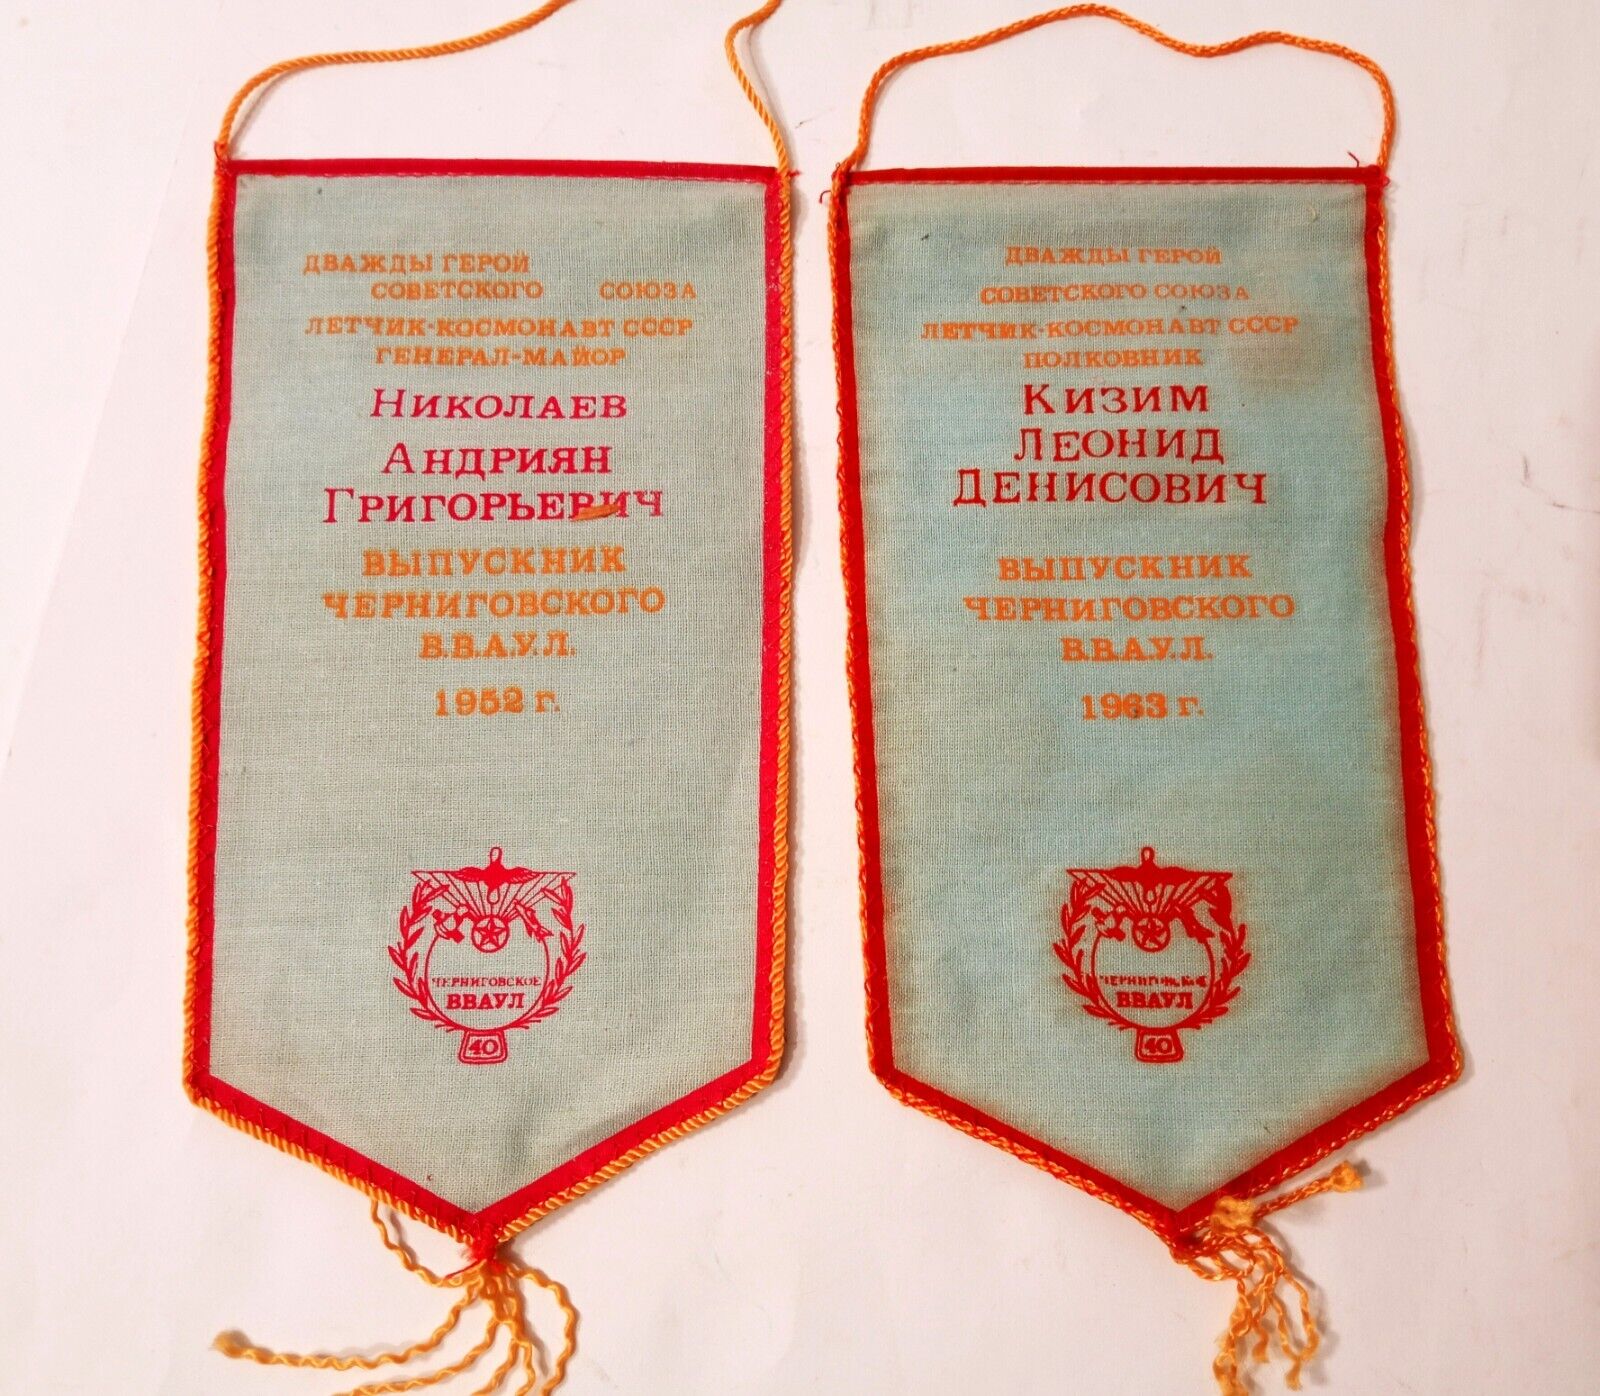 ДВАЖДЫ ГЕРОЙ
СОВЕТСКОГО СОЮЗА
ЛЕТЧИК-КОСМОНАВТ СССР
ГЕНЕРАЛ-МАЙОР
НИКОЛАЕВ
АНДРИЯН
ГРИГОРЬЕВИЧ
ВЫПУСКНИК
ЧЕРНИГОВСКОГО
В.В.А.У.Л.
1952 г.
ЧЕРНИГОВСКОЕ
ВВАУЛ
40
ДВАЖДЫ ГЕРОЙ
СОВЕТСКОГО СОЮЗА
ЛЕТЧИК-КОСМОНАВТ СССР
ПОЛКОВНИК
КИЗИМ
ЛЕОНИД
ДЕНИСОВИЧ
ВЫПУСКНИК
ЧЕРНИГОВСКОГО
В.В.А.У.Л.
1963 г.
ВВАУЛ
40